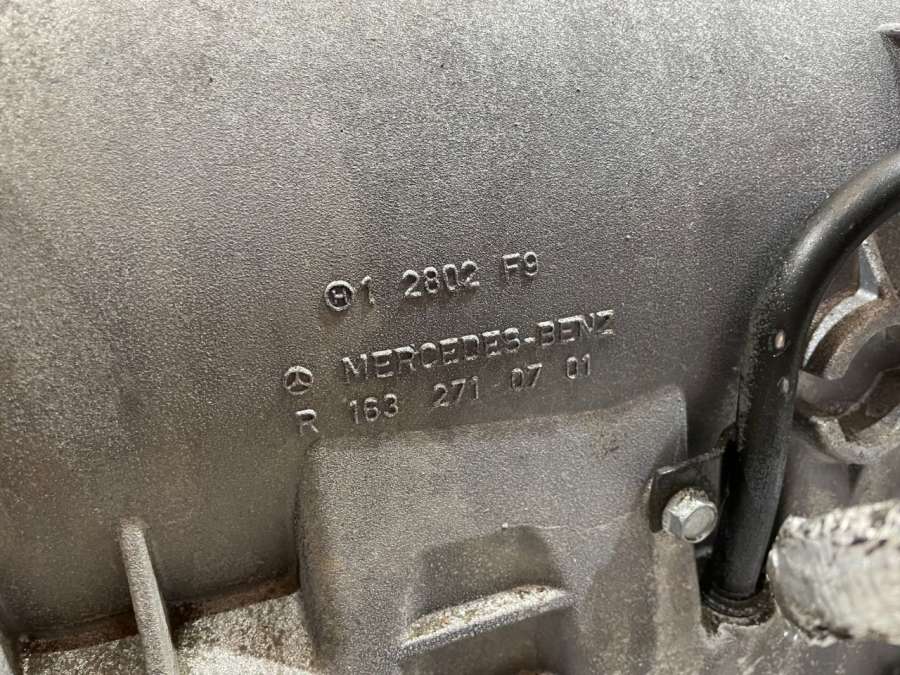 H 1 2802 F9
MERCEDES-BENZ
R 163 271 07 01